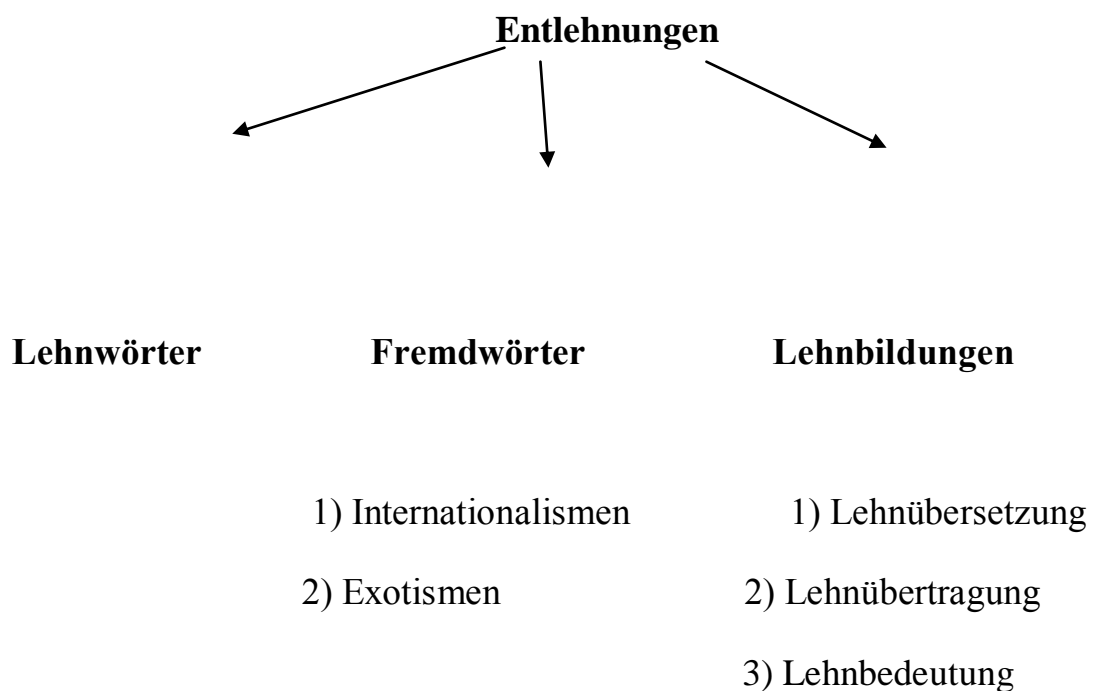 Entlehnungen
Lehnwörter Fremdwörter Lehnbildungen
1) Internationalismen 1) Lehnübersetzung
2) Exotismen 2) Lehnübertragung
3) Lehnbedeutung